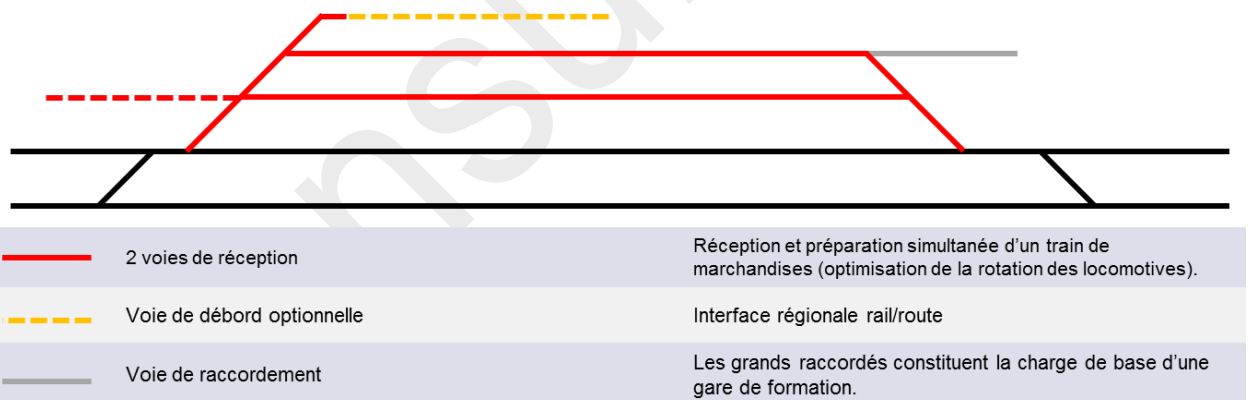 2 voies de réception
Réception et préparation simultanée d'un train de
marchandises (optimisation de la rotation des locomotives).
Voie de débord optionnelle
Interface régionale rail/route
Voie de raccordement
Les grands raccordés constituent la charge de base d'une
gare de formation.